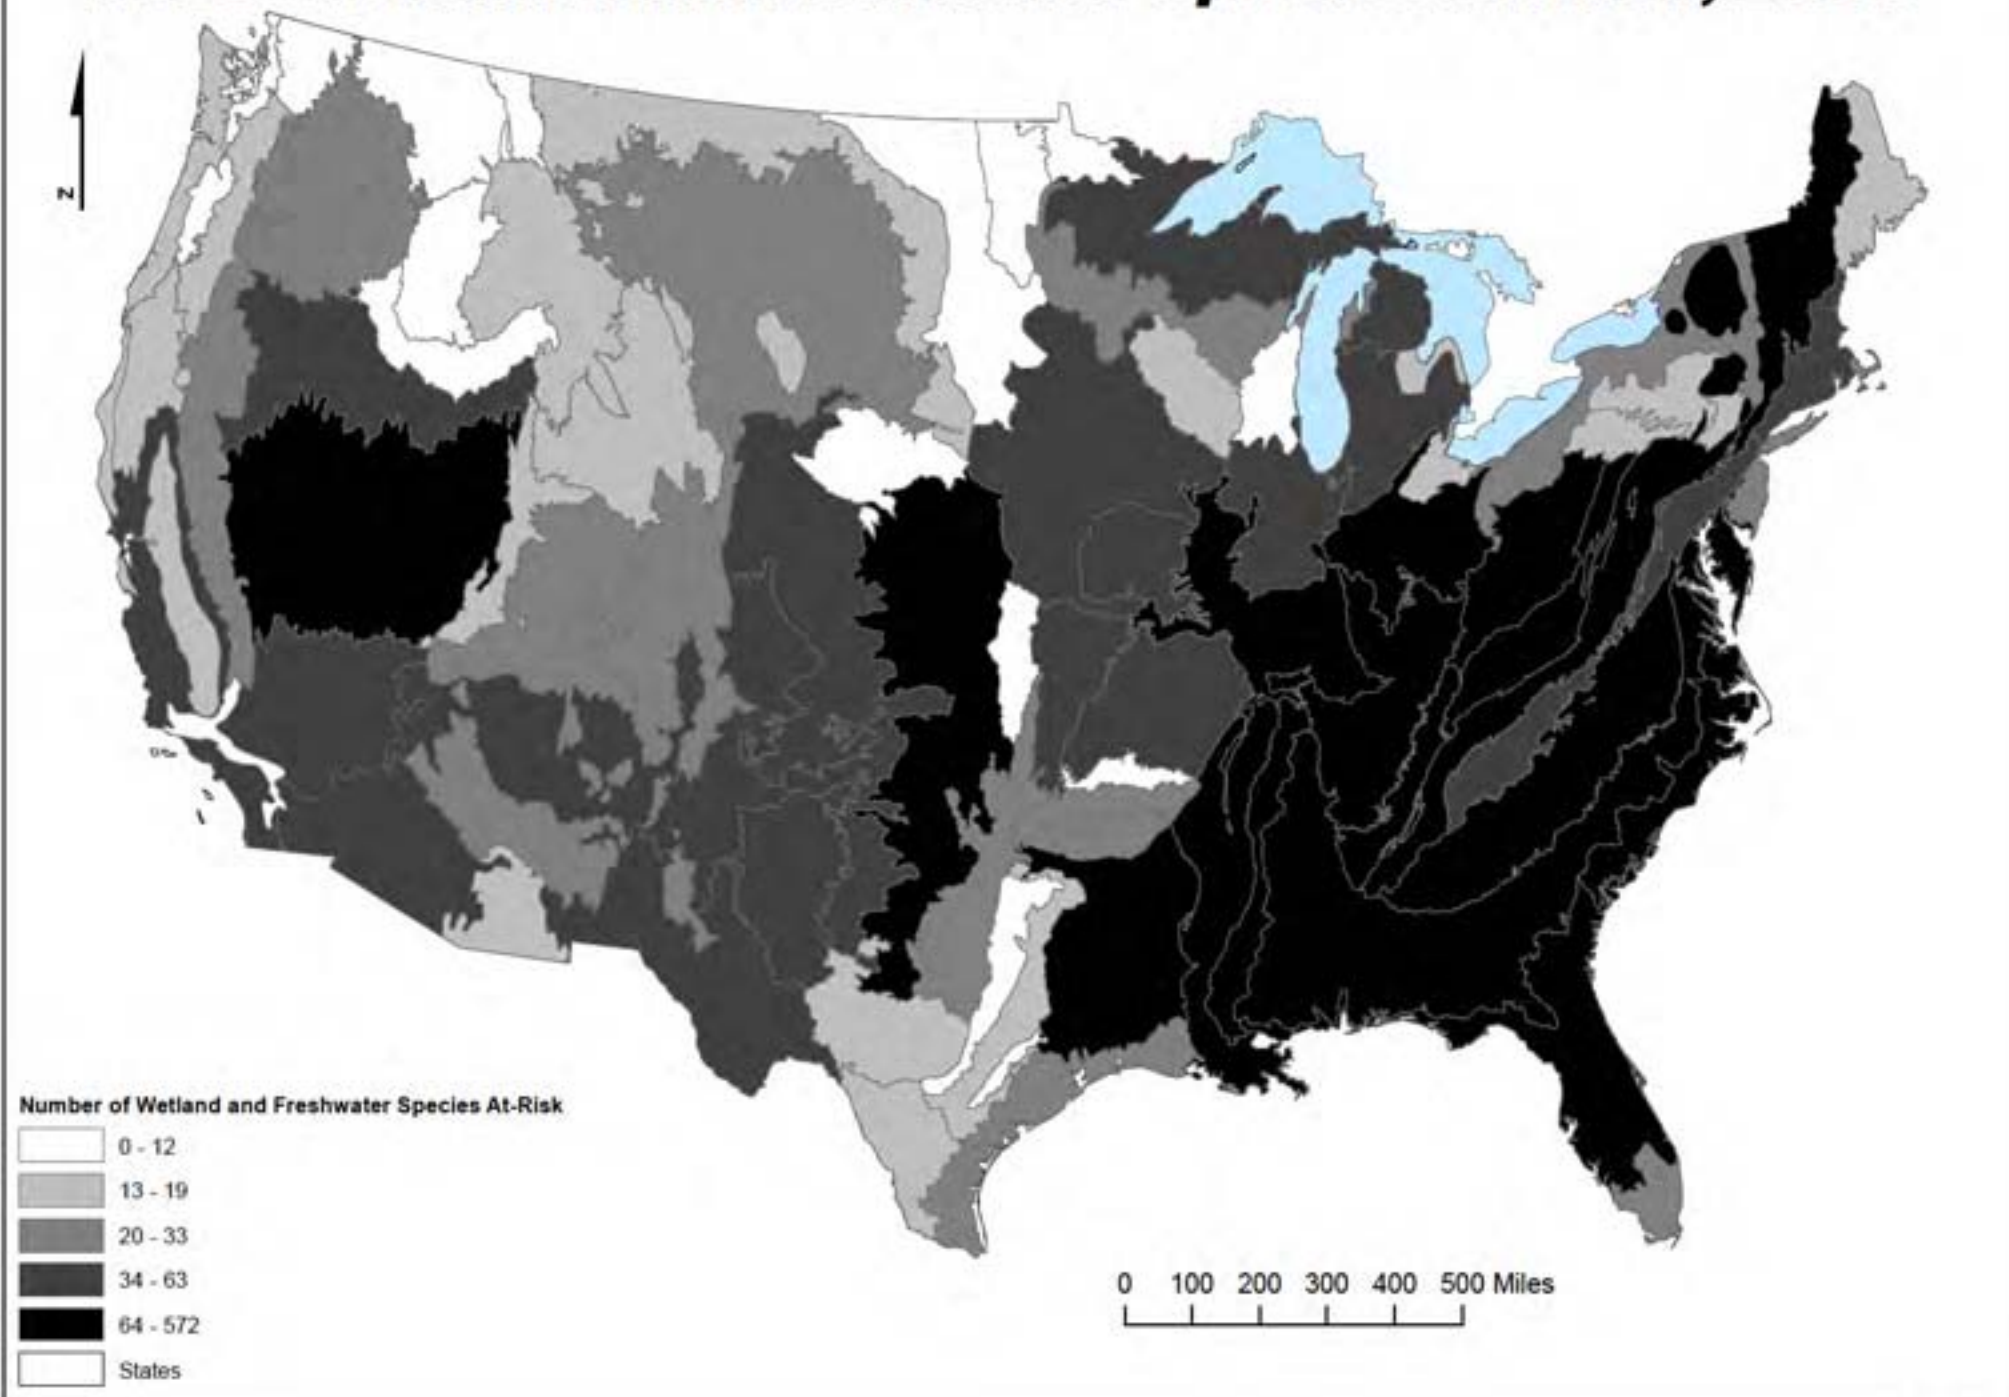 N
Number of Wetland and Freshwater Species At-Risk
0 - 12
13 - 19
20 - 33
34 - 63
64 - 572
States
0 100 200 300 400 500 Miles